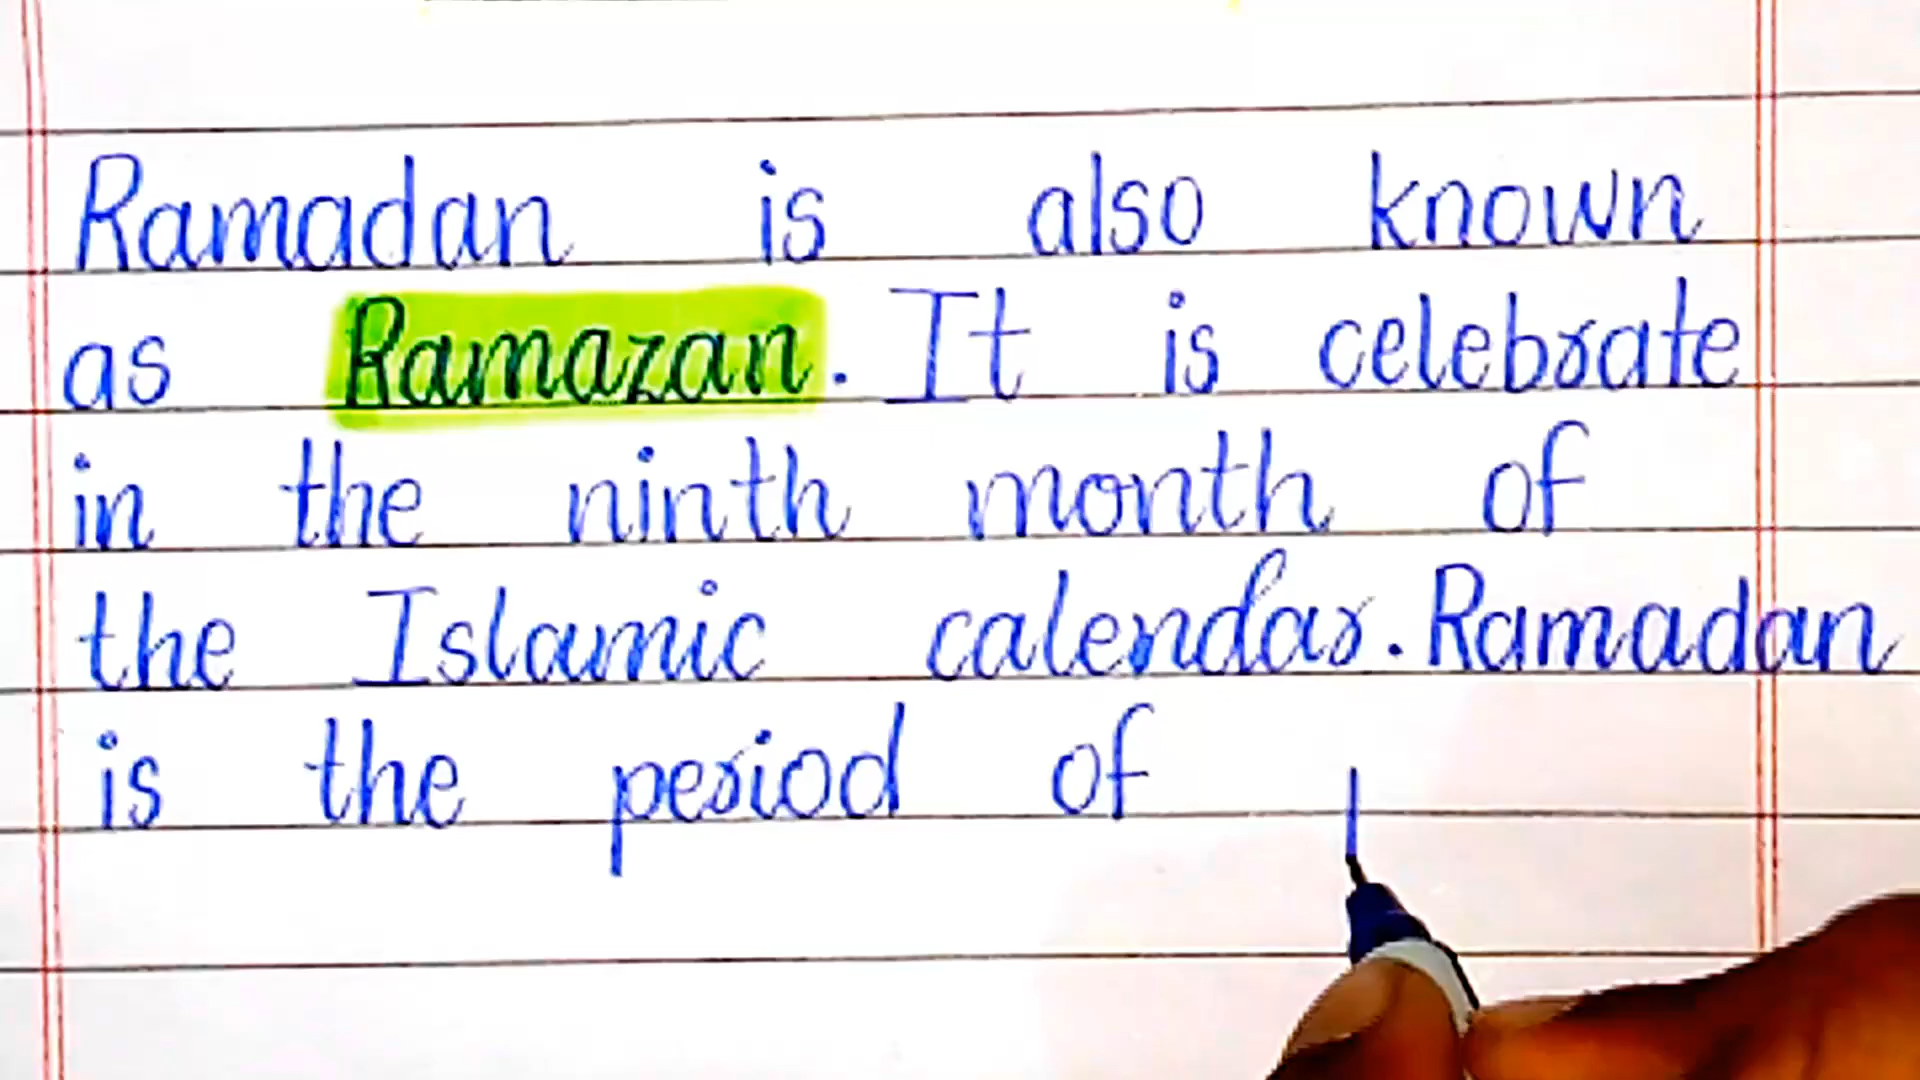 Ramadan is also known
as Ramazan. It is celebrate
in the ninth month of
the Islamic calendar. Ramadan
is the period of